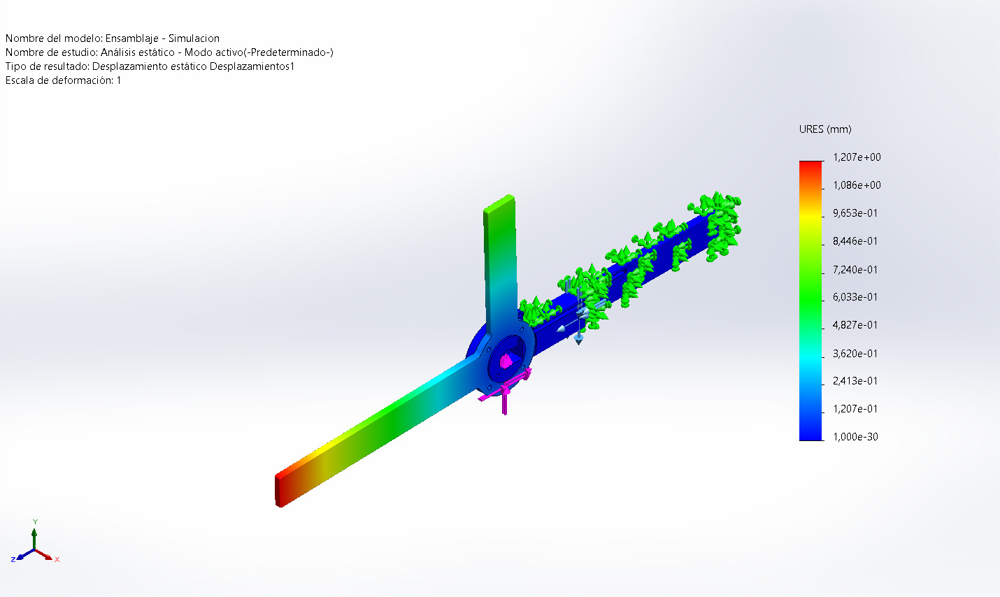 Nombre del modelo: Ensamblaje - Simulacion
Nombre de estudio: Análisis estático - Modo activo(-Predeterminado-)
Tipo de resultado: Desplazamiento estático Desplazamientos1
Escala de deformación: 1
URES (mm)
1,207e+00
1,086e+00
9,653e-01
8,446e-01
7,240e-01
6,033e-01
4,827e-01
3,620e-01
2,413e-01
1,207e-01
1,000e-30
Y
Z
X